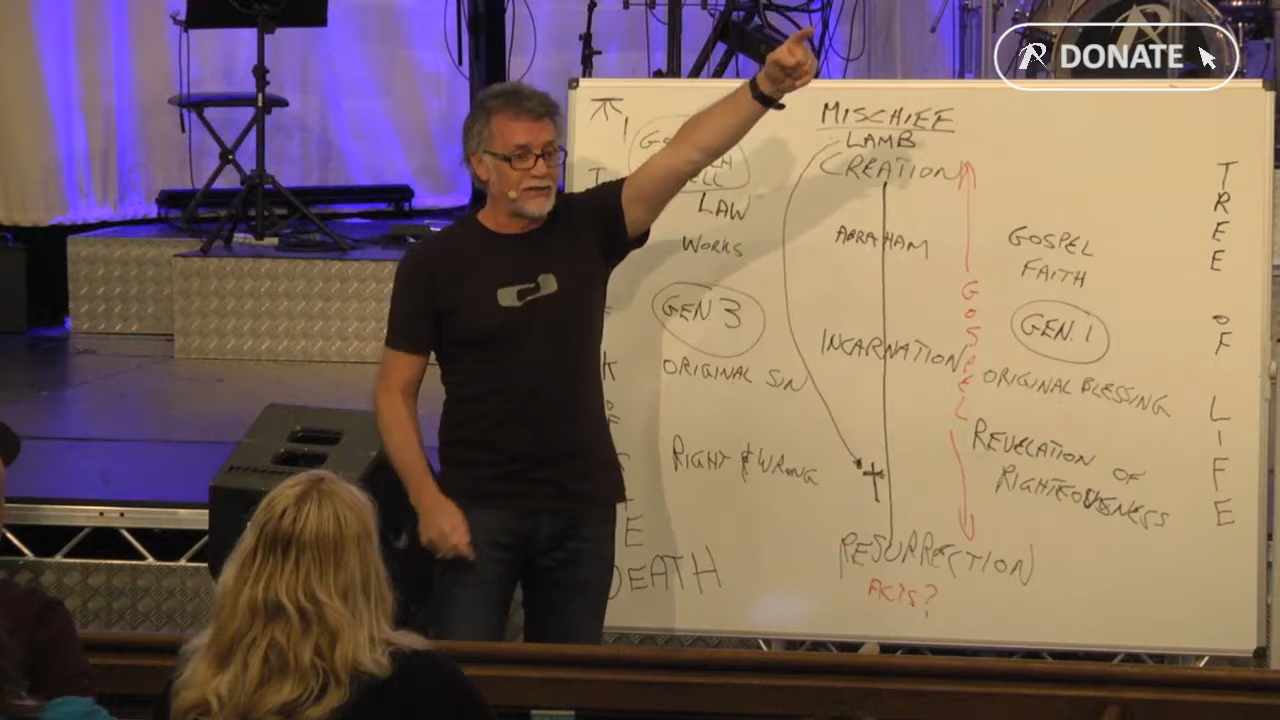 DONATE
MISCHIEF
LAMB
CREATION
LAW
WORKS
ABRAHAM
GOSPEL
FAITH
GEN 3
GOSPEL
GEN. 1
INCARNATION
ORIGINAL SIN
ORIGINAL BLESSING
RIGHT & WRONG
REVELATION OF
RIGHTEOUSNESS
RESURRECTION
DEATH
ACTS?
TREE OF LIFE